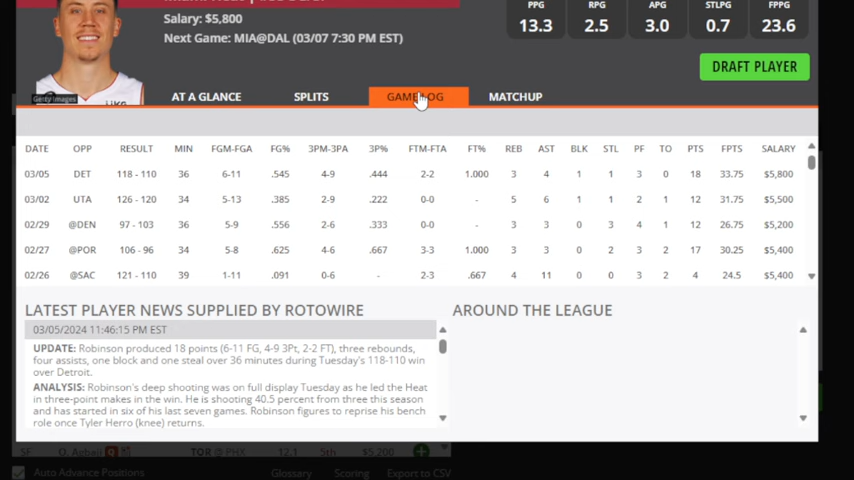 PPG RPG APG STLPG FPPG
13.3 2.5 3.0 0.7 23.6
Salary: $5,800
Next Game: MIA@DAL (03/07 7:30 PM EST)
DRAFT PLAYER
Getty Images
AT A GLANCE SPLITS GAME LOG MATCHUP
DATE OPP RESULT MIN FGM-FGA FG% 3PM-3PA 3P% FTM-FTA FT% REB AST BLK STL PF TO PTS FPTS SALARY
03/05 DET 118 - 110 36 6-11 .545 4-9 .444 2-2 1.000 3 4 1 1 3 0 18 33.75 $5,800
03/02 UTA 126 - 120 34 5-13 .385 2-9 .222 0-0 - 5 6 1 1 2 1 12 31.75 $5,500
02/29 @DEN 97 - 103 36 5-9 .556 2-6 .333 0-0 - 3 3 0 3 4 1 12 26.75 $5,200
02/27 @POR 106 - 96 34 5-8 .625 4-6 .667 3-3 1.000 3 3 0 2 3 2 17 30.25 $5,400
02/26 @SAC 121 - 110 39 1-11 .091 0-6 - 2-3 .667 4 11 0 0 3 2 4 24.5 $5,400
LATEST PLAYER NEWS SUPPLIED BY ROTOWIRE
03/05/2024 11:46:15 PM EST
UPDATE: Robinson produced 18 points (6-11 FG, 4-9 3Pt, 2-2 FT), three rebounds,
four assists, one block and one steal over 36 minutes during Tuesday's 118-110 win
over Detroit.
ANALYSIS: Robinson's deep shooting was on full display Tuesday as he led the Heat
in three-point makes in the win. He is shooting 40.5 percent from three this season
and has started in six of his last seven games. Robinson figures to reprise his bench
role once Tyler Herro (knee) returns.
AROUND THE LEAGUE
SF O. Agbaji Q TOR @ PHX 12.1 5th $5,200
Auto Advance Positions Glossary Scoring Export to CSV